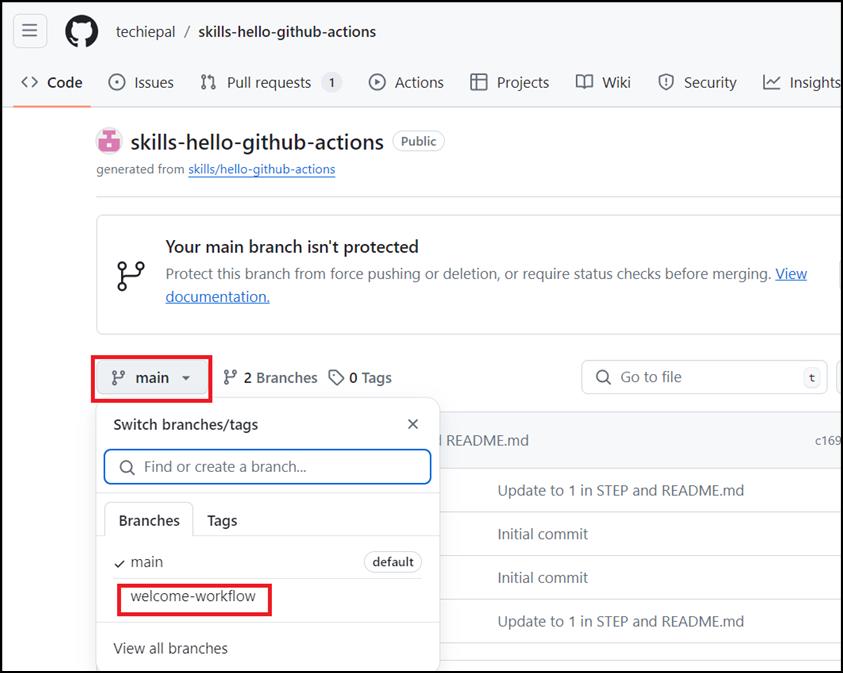 techiepal / skills-hello-github-actions
Code Issues Pull requests 1 Actions Projects Wiki Security Insights
skills-hello-github-actions Public
generated from skills/hello-github-actions
Your main branch isn't protected
Protect this branch from force pushing or deletion, or require status checks before merging. View
documentation.
main 2 Branches 0 Tags Go to file t
Switch branches/tags
README.md c169
Find or create a branch...
Update to 1 in STEP and README.md
Branches Tags
Initial commit
main default
Initial commit
welcome-workflow
Update to 1 in STEP and README.md
View all branches